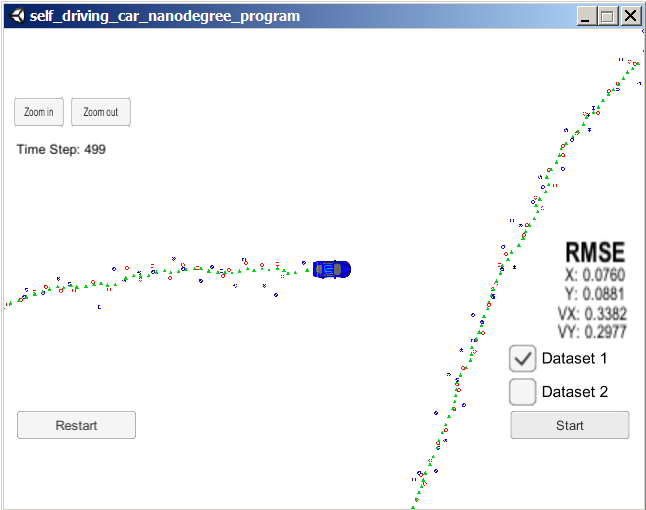 self_driving_car_nanodegree_program
Zoom in
Zoom out
Time Step: 499
RMSE
X: 0.0760
Y: 0.0881
VX: 0.3382
VY: 0.2977
Dataset 1
Dataset 2
Restart
Start